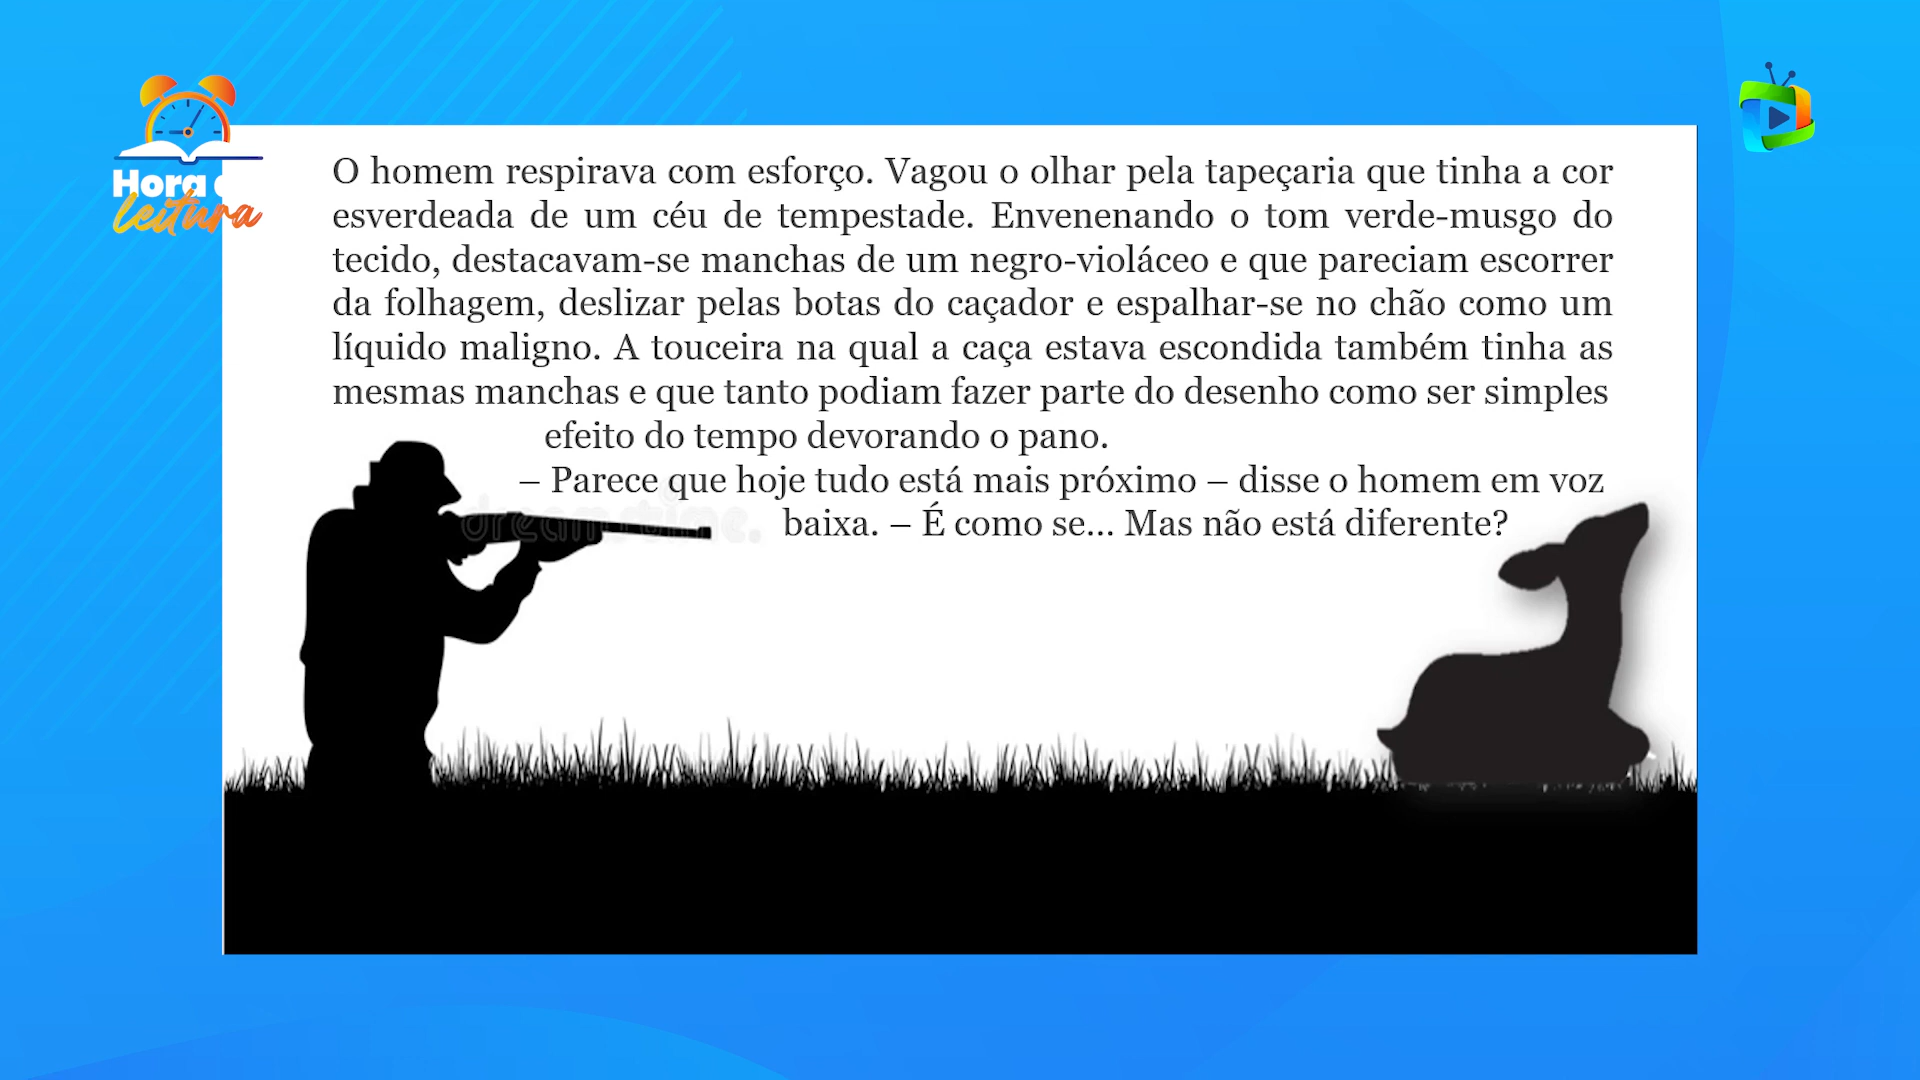 Hora
leitura
O homem respirava com esforço. Vagou o olhar pela tapeçaria que tinha a cor
esverdeada de um céu de tempestade. Envenenando o tom verde-musgo do
tecido, destacavam-se manchas de um negro-violáceo e que pareciam escorrer
da folhagem, deslizar pelas botas do caçador e espalhar-se no chão como um
líquido maligno. A touceira na qual a caça estava escondida também tinha as
mesmas manchas e que tanto podiam fazer parte do desenho como ser simples
efeito do tempo devorando o pano.
– Parece que hoje tudo está mais próximo – disse o homem em voz
baixa. – É como se... Mas não está diferente?
dreamstime.